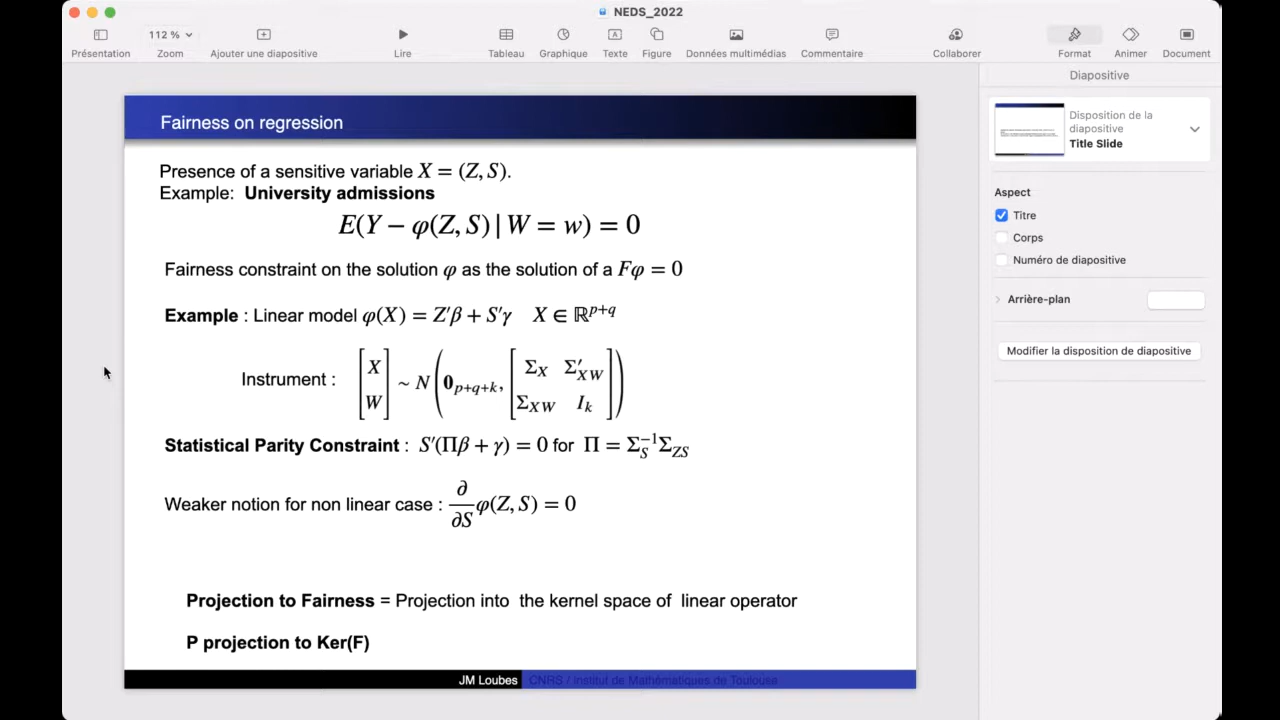 NEDS_2022
112 %
Présentation Zoom Ajouter une diapositive Lire Tableau Graphique Texte Figure Données multimédias Commentaire Collaborer Format Animer Document
Diapositive
Disposition de la
diapositive
Title Slide
Aspect
Titre
Corps
Numéro de diapositive
Arrière-plan
Modifier la disposition de diapositive
Fairness on regression
Presence of a sensitive variable X = (Z, S).
Example: University admissions
E(Y − φ(Z, S) | W = w) = 0
Fairness constraint on the solution φ as the solution of a Fφ = 0
Example : Linear model φ(X) = Z′β + S′γ X ∈ ℝ^{p+q}
Instrument : [X W] ~ N(0_{p+q+k}, [Σ_X Σ′_{XW} Σ_{XW} I_k])
Statistical Parity Constraint : S′(Πβ + γ) = 0 for Π = Σ_S^{−1}Σ_{ZS}
Weaker notion for non linear case : ∂/∂S φ(Z, S) = 0
Projection to Fairness = Projection into the kernel space of linear operator
P projection to Ker(F)
JM Loubes CNRS / Institut de Mathématiques de Toulouse